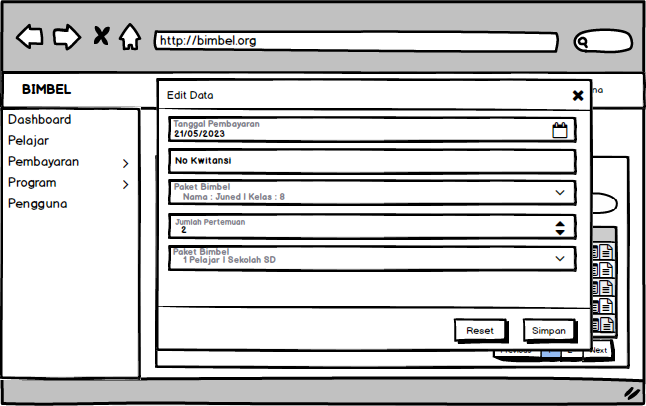 http://bimbel.org
BIMBEL
Edit Data
Dashboard
Pelajar
Pembayaran
Program
Pengguna
Tanggal Pembayaran
21/05/2023
No Kwitansi
Paket Bimbel
Nama : Juned | Kelas : 8
Jumlah Pertemuan
2
Paket Bimbel
1 Pelajar | Sekolah SD
Reset
Simpan
Next